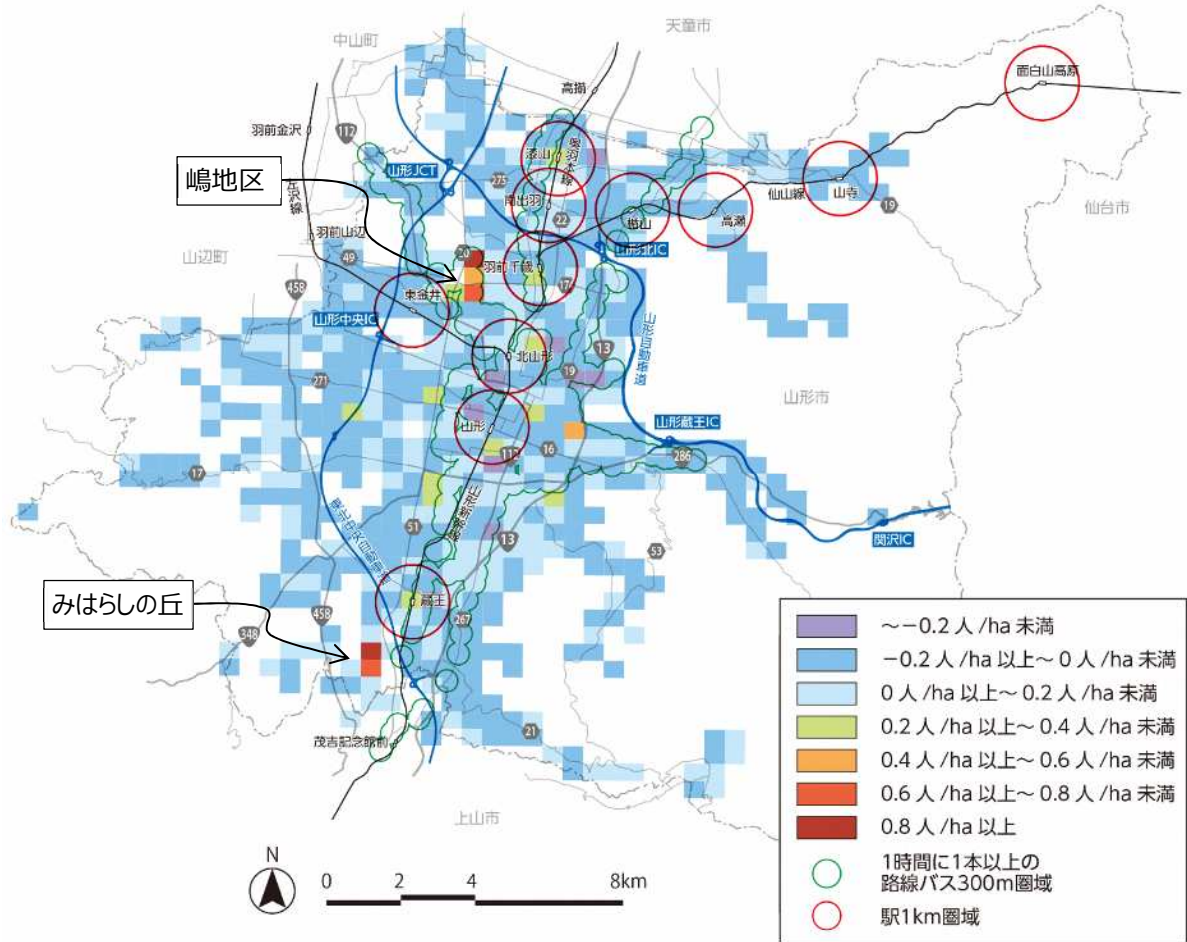 天童市
中山町
面白山高原
高擶
羽前金沢
112
漆山
奥羽本線
山形JCT
嶋地区
275
左沢線
南出羽
仙山線
山寺
19
仙台市
22
楯山
高瀬
羽前山辺
山形北IC
山辺町
49
20
羽前千歳
458
東金井
17
山形中央IC
山形自動車道
13
北山形
271
19
山形市
山形
山形蔵王IC
112
16
286
17
51
13
関沢IC
53
みはらしの丘
蔵王
458
267
348
21
茂吉記念館前
上山市
N
0 2 4 8km
~-0.2 人/ha 未満
-0.2 人/ha 以上~ 0 人/ha 未満
0 人/ha 以上~ 0.2 人/ha 未満
0.2 人/ha 以上~ 0.4 人/ha 未満
0.4 人/ha 以上~ 0.6 人/ha 未満
0.6 人/ha 以上~ 0.8 人/ha 未満
0.8 人/ha 以上
1時間に1本以上の
路線バス300m圏域
駅1km圏域